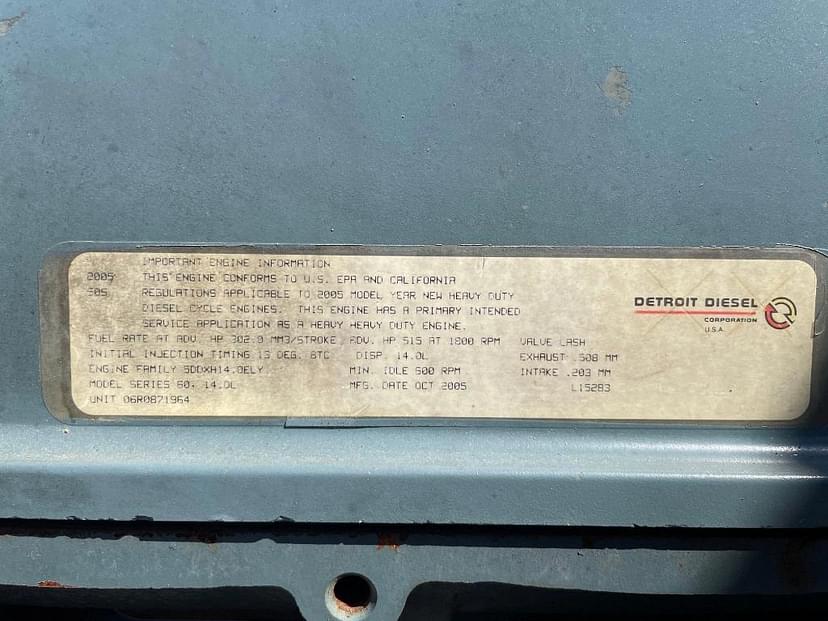 IMPORTANT ENGINE INFORMATION
2005 THIS ENGINE CONFORMS TO U.S. EPA AND CALIFORNIA
505 REGULATIONS APPLICABLE TO 2005 MODEL YEAR NEW HEAVY DUTY
DIESEL CYCLE ENGINES. THIS ENGINE HAS A PRIMARY INTENDED
SERVICE APPLICATION AS A HEAVY HEAVY DUTY ENGINE.
FUEL RATE AT ADV. HP 302.0 MM3/STROKE ADV. HP 515 AT 1800 RPM VALVE LASH
INITIAL INJECTION TIMING 13 DEG. BTC DISP. 14.0L EXHAUST .508 MM
ENGINE FAMILY 5DDXH14.0ELY MIN. IDLE 600 RPM INTAKE .203 MM
MODEL SERIES 60, 14.0L MFG. DATE OCT 2005 L15283
UNIT 06R0871964
DETROIT DIESEL
CORPORATION
U.S.A.